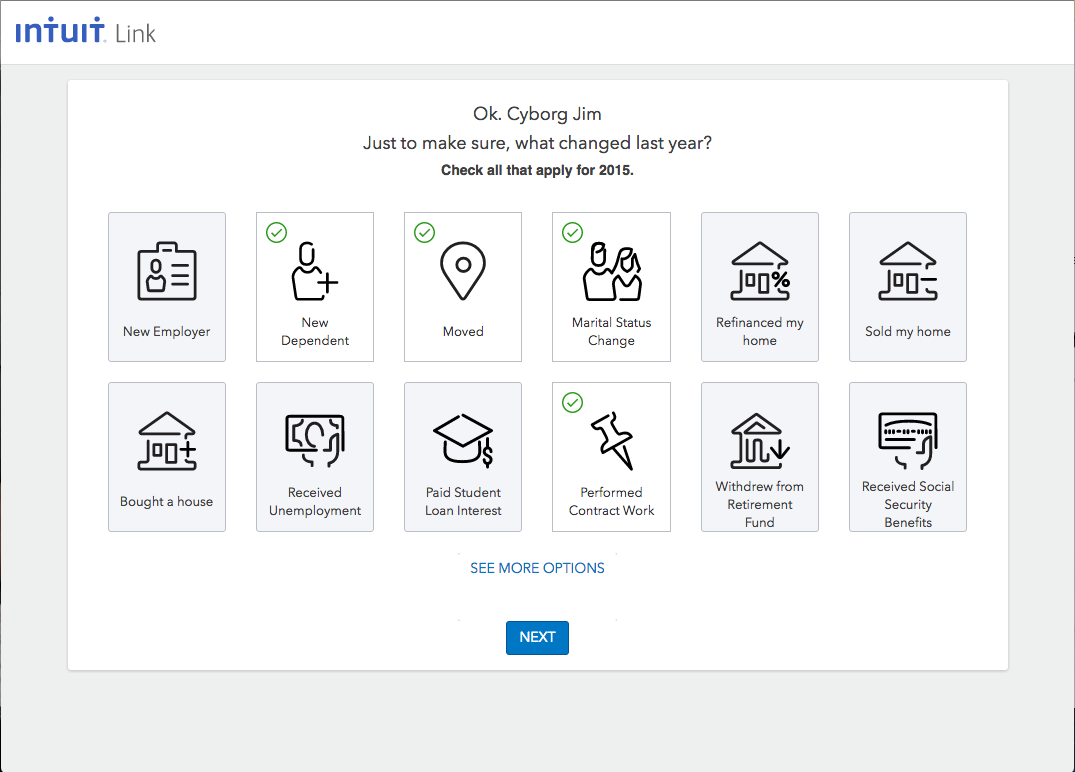 ıntuıt Link
Ok. Cyborg Jim
Just to make sure, what changed last year?
Check all that apply for 2015.
New Employer
New
Dependent
Moved
Marital Status
Change
Refinanced my
home
Sold my home
Bought a house
Received
Unemployment
Paid Student
Loan Interest
Performed
Contract Work
Withdrew from
Retirement
Fund
Received Social
Security
Benefits
SEE MORE OPTIONS
NEXT